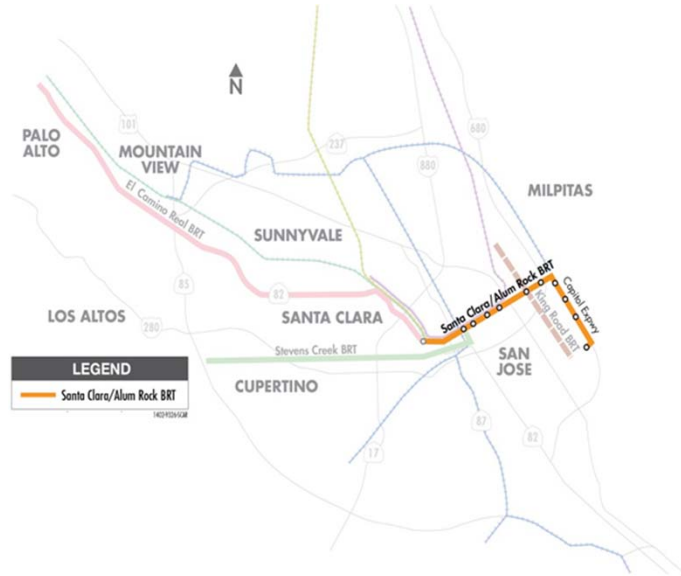 N
PALO
ALTO
101
MOUNTAIN
VIEW
237
680
880
MILPITAS
El Camino Real BRT
SUNNYVALE
85
82
Santa Clara/Alum Rock BRT
Capitol Expwy
King Road BRT
LOS ALTOS
280
SANTA CLARA
Stevens Creek BRT
SAN
JOSE
CUPERTINO
LEGEND
Santa Clara/Alum Rock BRT
87
82
17